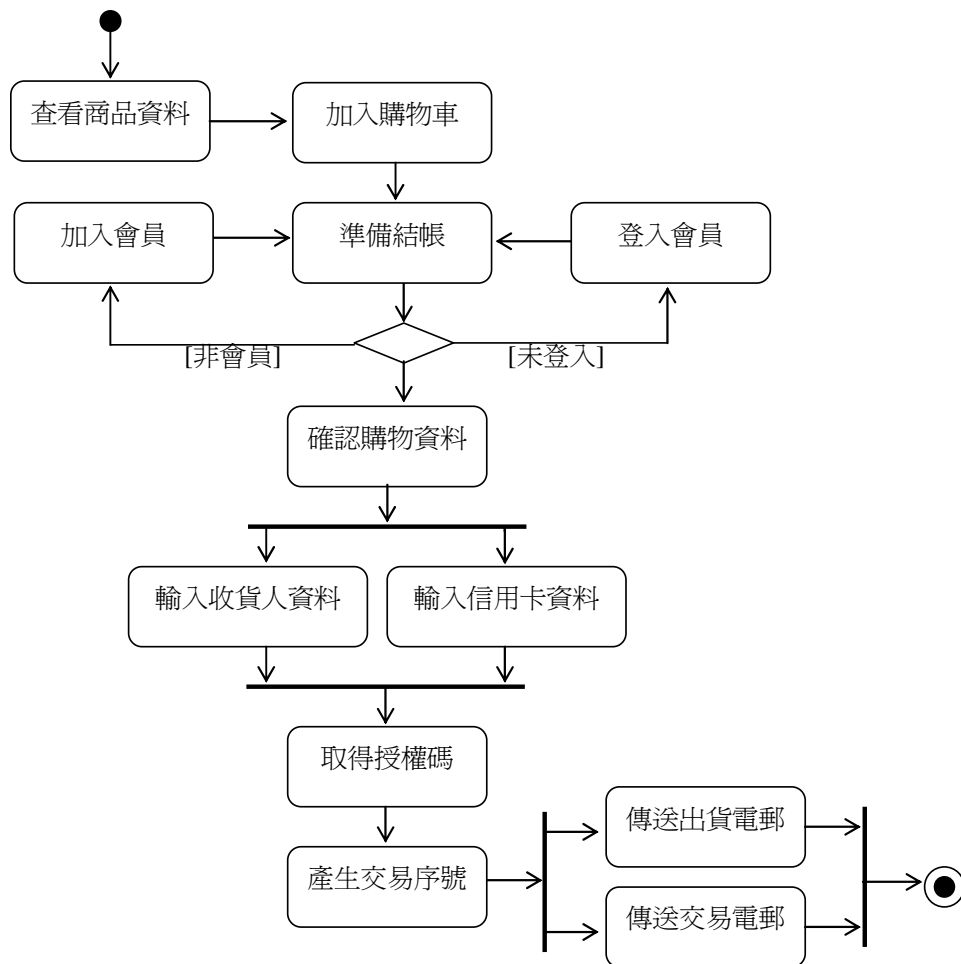 查看商品資料
加入購物車
加入會員
準備結帳
登入會員
[非會員]
[未登入]
確認購物資料
輸入收貨人資料
輸入信用卡資料
取得授權碼
傳送出貨電郵
產生交易序號
傳送交易電郵